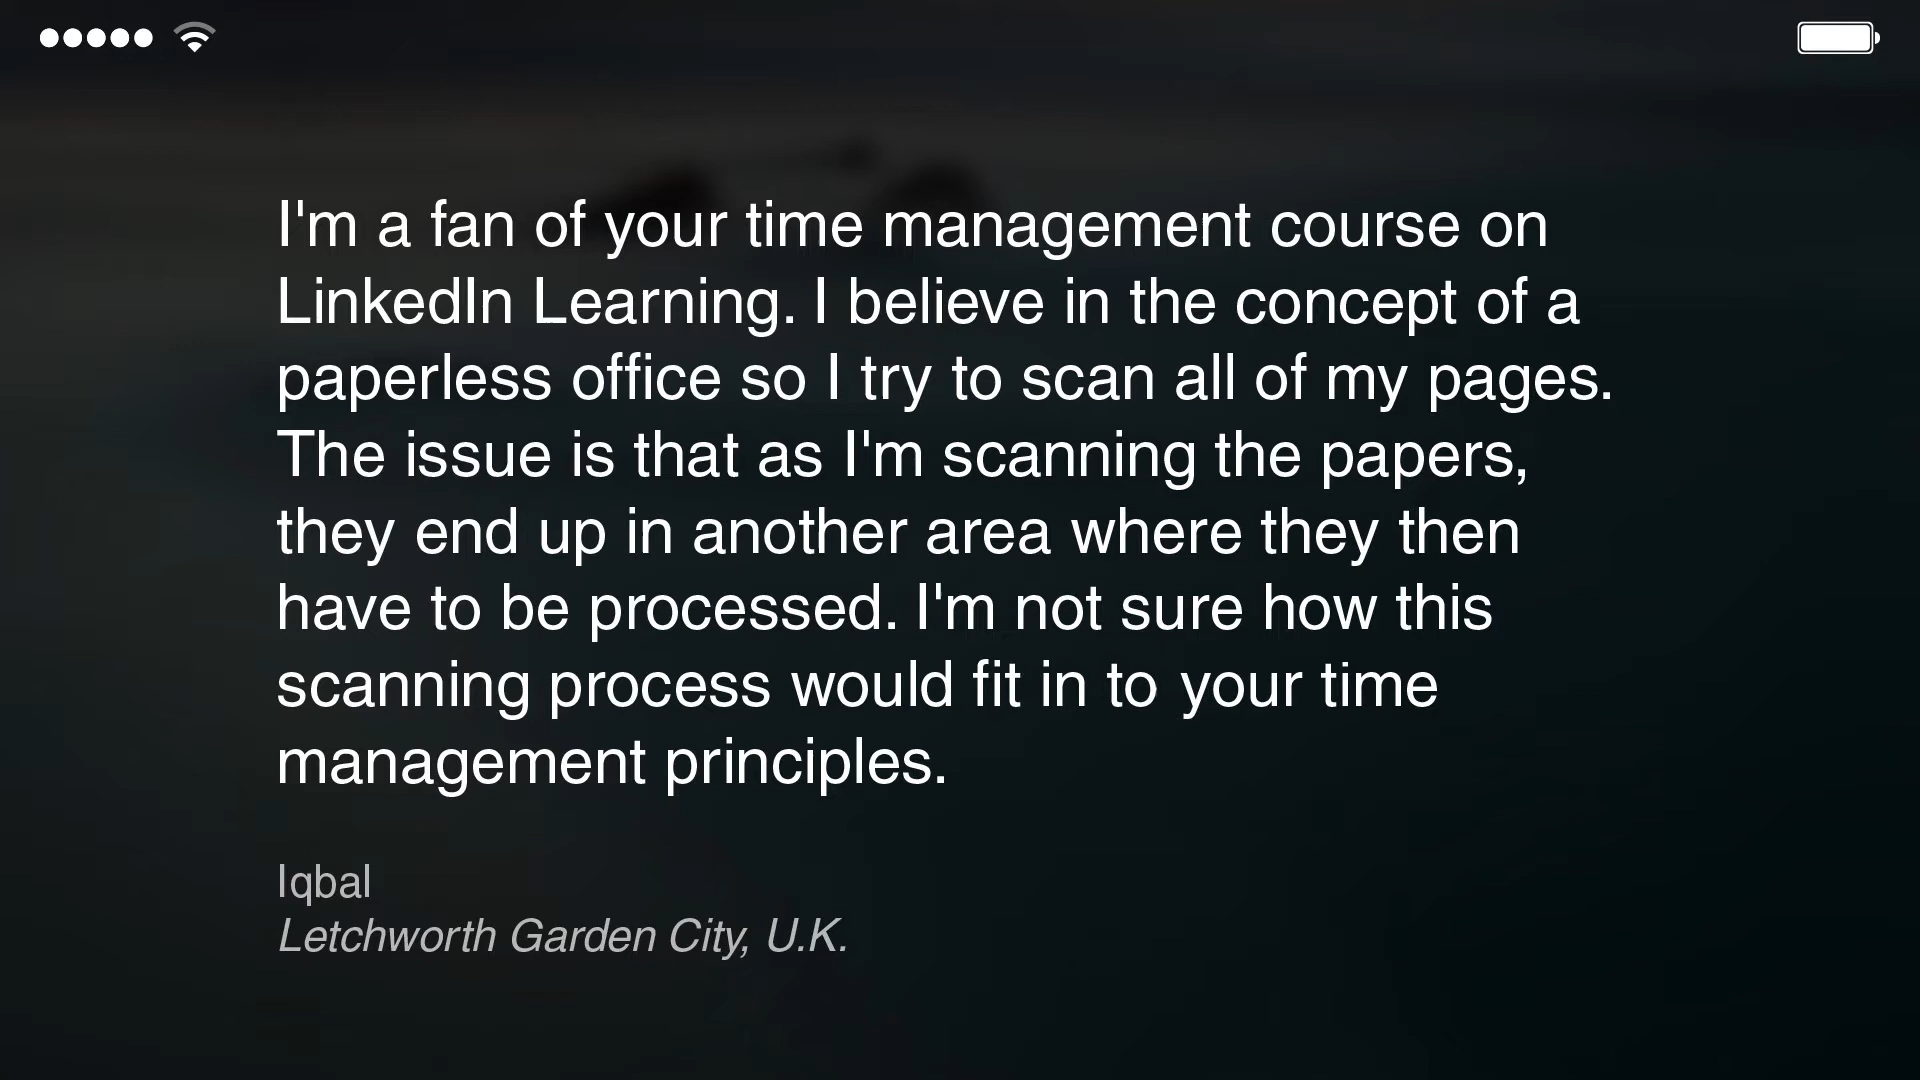 I'm a fan of your time management course on
LinkedIn Learning. I believe in the concept of a
paperless office so I try to scan all of my pages.
The issue is that as I'm scanning the papers,
they end up in another area where they then
have to be processed. I'm not sure how this
scanning process would fit in to your time
management principles.
Iqbal
Letchworth Garden City, U.K.